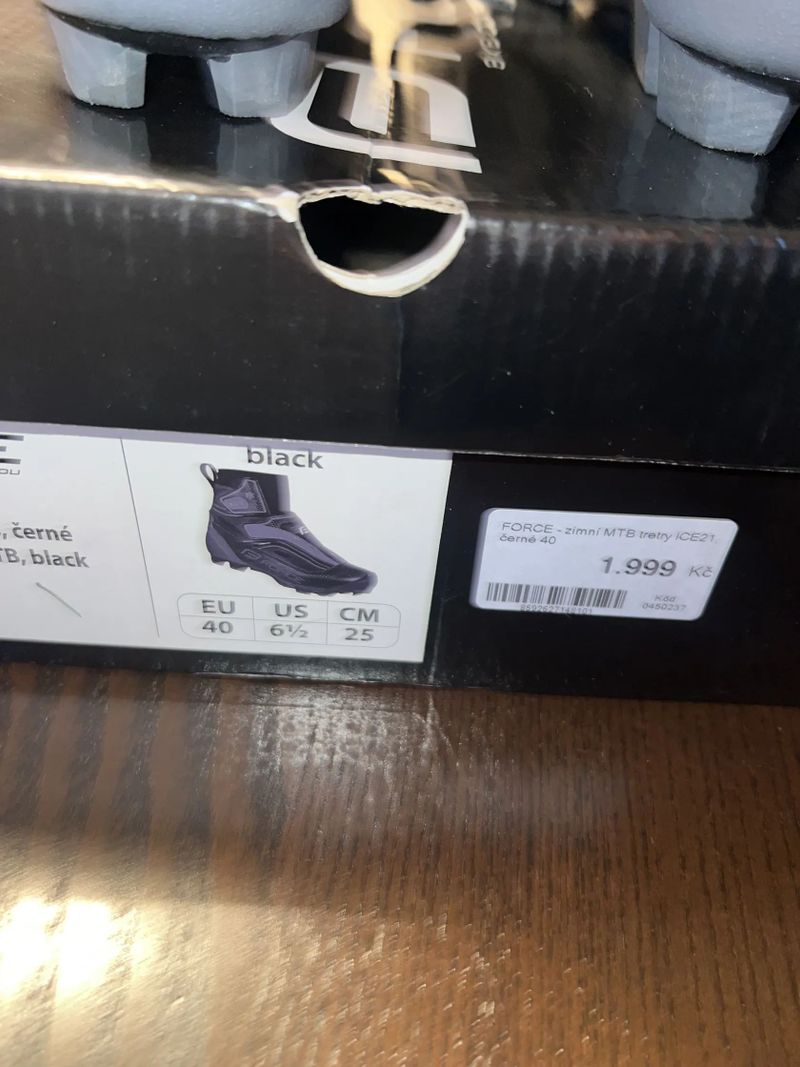 black
, černé
TB, black
EU US CM
40 6½ 25
FORCE - zimní MTB tretry ICE21,
černé 40
1.999 Kč
Kód
0450237
8592627148101